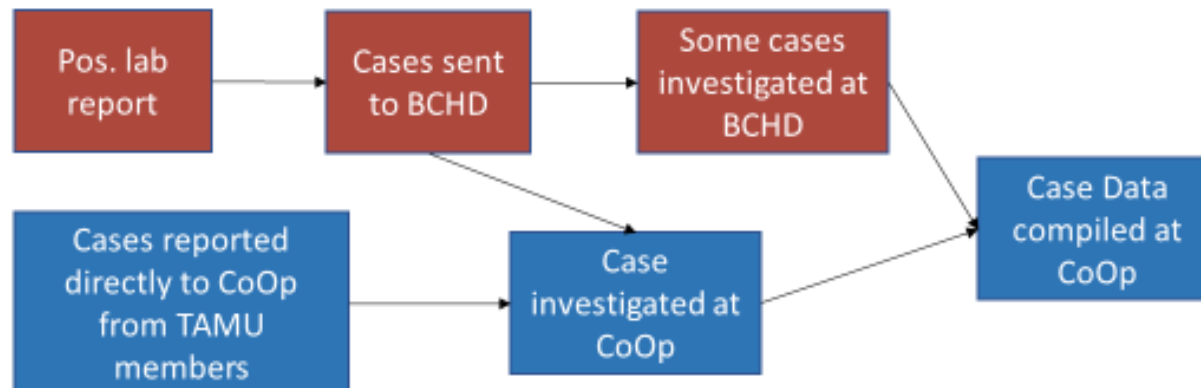 Pos. lab
report
Cases sent
to BCHD
Some cases
investigated at
BCHD
Cases reported
directly to CoOp
from TAMU
members
Case
investigated at
CoOp
Case Data
compiled at
CoOp